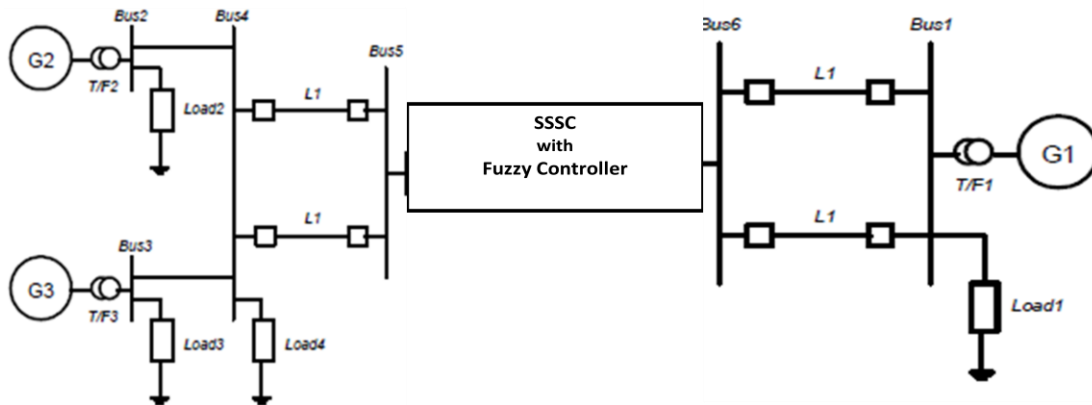 Bus2
Bus4
G2
T/F2
Load2
L1
Bus5
SSSC
with
Fuzzy Controller
Bus6
Bus1
L1
G1
T/F1
L1
L1
Load1
Bus3
G3
T/F3
Load3
Load4